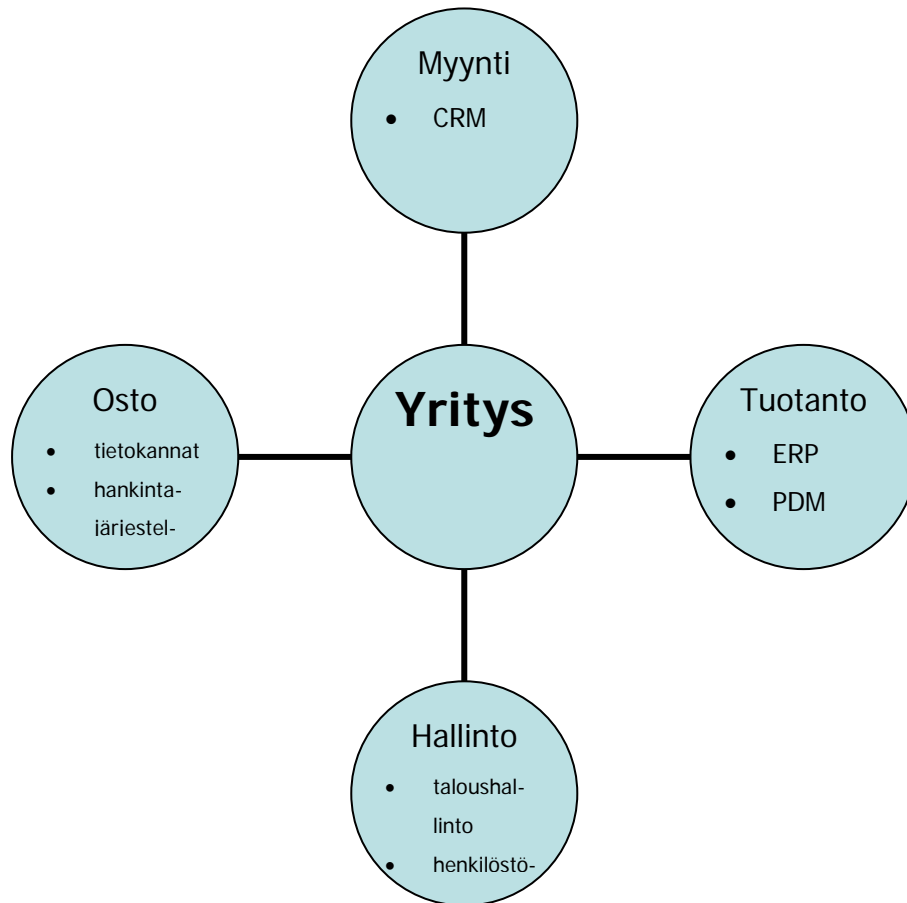 Myynti
• CRM
Osto
• tietokannat
• hankinta-
järjestel-
Yritys
Tuotanto
• ERP
• PDM
Hallinto
• taloushal-
linto
• henkilöstö-